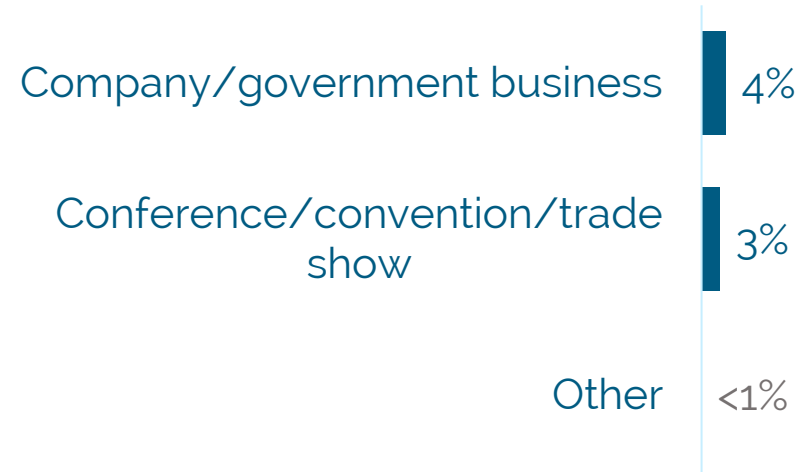 Company/government business 4%
Conference/convention/trade
show
3%
Other <1%